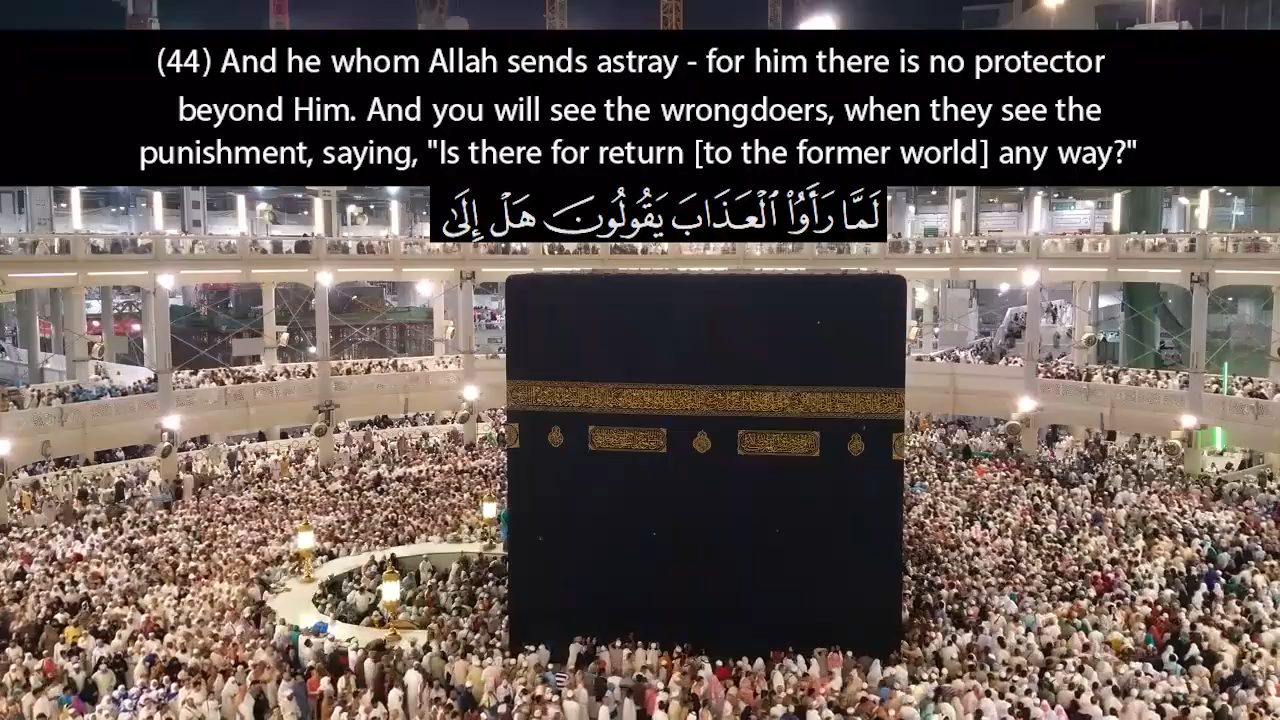 (44) And he whom Allah sends astray - for him there is no protector
beyond Him. And you will see the wrongdoers, when they see the
punishment, saying, "Is there for return [to the former world] any way?"
لَمَّا رَأَوُا۟ ٱلْعَذَابَ يَقُولُونَ هَلْ إِلَىٰ